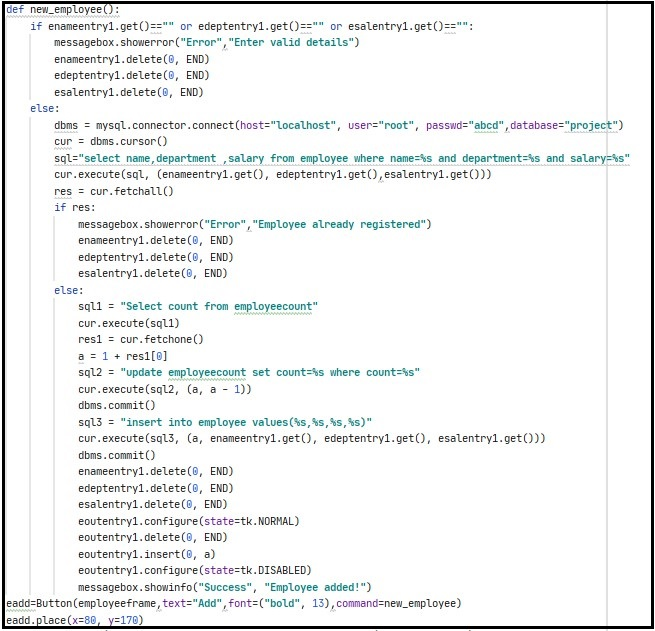 def new_employee():
    if enameentry1.get()=="" or edeptentry1.get()=="" or esalentry1.get()=="":
        messagebox.showerror("Error","Enter valid details")
        enameentry1.delete(0, END)
        edeptentry1.delete(0, END)
        esalentry1.delete(0, END)
    else:
        dbms = mysql.connector.connect(host="localhost", user="root", passwd="abcd",database="project")
        cur = dbms.cursor()
        sql="select name,department ,salary from employee where name=%s and department=%s and salary=%s"
        cur.execute(sql, (enameentry1.get(), edeptentry1.get(),esalentry1.get()))
        res = cur.fetchall()
        if res:
            messagebox.showerror("Error","Employee already registered")
            enameentry1.delete(0, END)
            edeptentry1.delete(0, END)
            esalentry1.delete(0, END)
        else:
            sql1 = "Select count from employeecount"
            cur.execute(sql1)
            res1 = cur.fetchone()
            a = 1 + res1[0]
            sql2 = "update employeecount set count=%s where count=%s"
            cur.execute(sql2, (a, a - 1))
            dbms.commit()
            sql3 = "insert into employee values(%s,%s,%s,%s)"
            cur.execute(sql3, (a, enameentry1.get(), edeptentry1.get(), esalentry1.get()))
            dbms.commit()
            enameentry1.delete(0, END)
            edeptentry1.delete(0, END)
            esalentry1.delete(0, END)
            eoutentry1.configure(state=tk.NORMAL)
            eoutentry1.delete(0, END)
            eoutentry1.insert(0, a)
            eoutentry1.configure(state=tk.DISABLED)
            messagebox.showinfo("Success", "Employee added!")
eadd=Button(employeeframe,text="Add",font=("bold", 13),command=new_employee)
eadd.place(x=80, y=170)